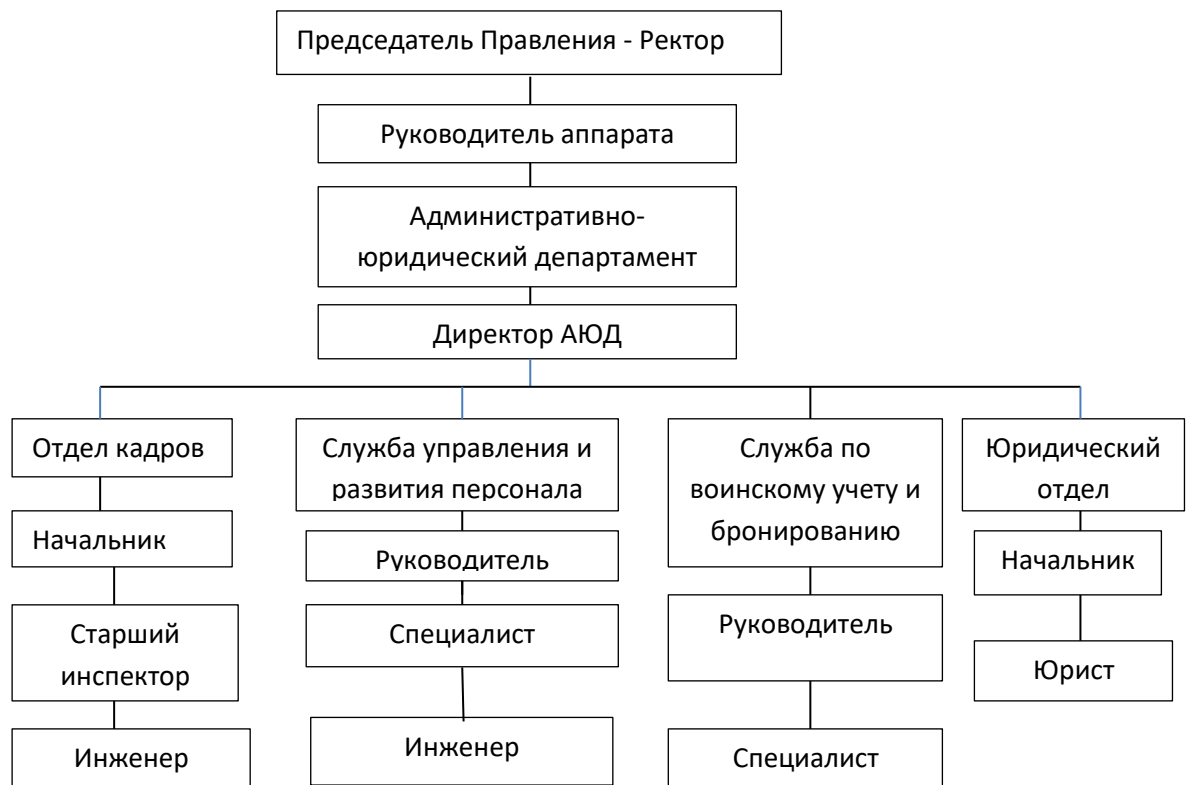 Председатель Правления - Ректор
Руководитель аппарата
Административно-
юридический департамент
Директор АЮД
Отдел кадров
Начальник
Старший
инспектор
Инженер
Служба управления и
развития персонала
Руководитель
Специалист
Инженер
Служба по
воинскому учету и
бронированию
Руководитель
Специалист
Юридический
отдел
Начальник
Юрист